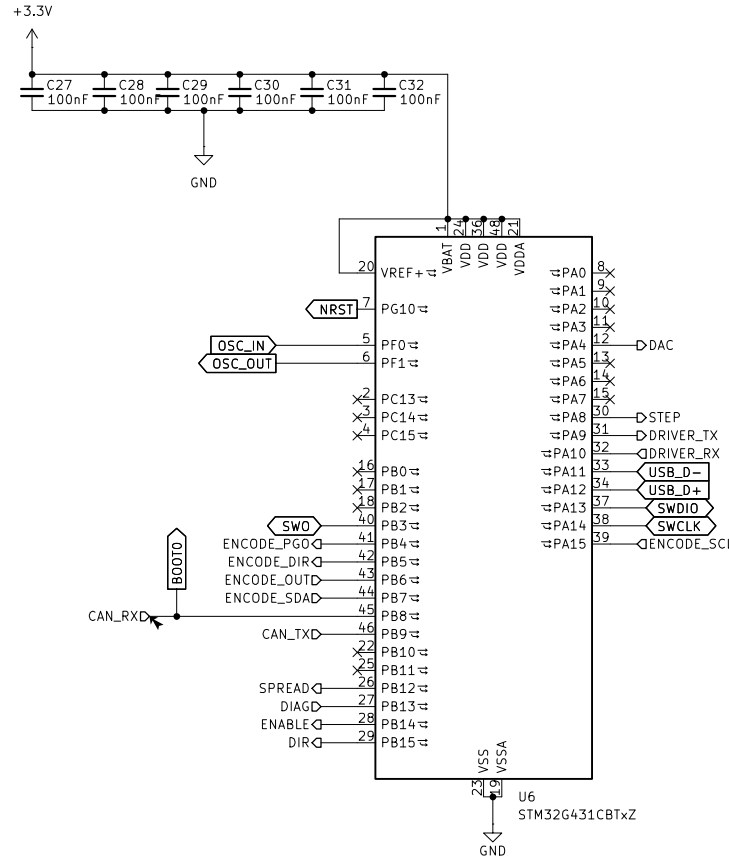 +3.3V
C27 C28 C29 C30 C31 C32
100nF 100nF 100nF 100nF 100nF 100nF
GND
1 24 36 48 21
VBAT VDD VDD VDD VDDA
20 VREF+ PA0 8
PA1 9
NRST 7 PG10 PA2 10
PA3 11
OSC_IN 5 PF0 PA4 12 DAC
OSC_OUT 6 PF1 PA5 13
PA6 14
2 PC13 PA7 15
3 PC14 PA8 30 STEP
4 PC15 PA9 31 DRIVER_TX
PA10 32 DRIVER_RX
16 PB0 PA11 33 USB_D-
17 PB1 PA12 34 USB_D+
18 PB2 PA13 37 SWDIO
SWO 40 PB3 PA14 38 SWCLK
ENCODE_PGO 41 PB4 PA15 39
BOOT0
ENCODE_DIR 42 PB5
ENCODE_OUT 43 PB6
ENCODE_SDA 44 PB7
CAN_RX 45 PB8
CAN_TX 46 PB9
22 PB10
25 PB11
SPREAD 26 PB12
DIAG 27 PB13
ENABLE 28 PB14
DIR 29 PB15
VSS VSSA
23 19
U6
STM32G431CBTxZ
GND